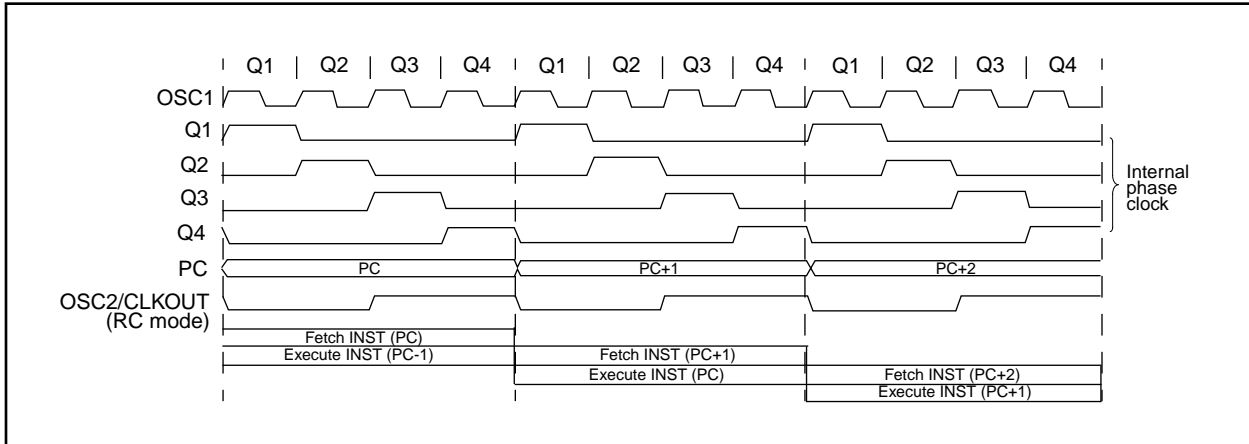 Q1 Q2 Q3 Q4 Q1 Q2 Q3 Q4 Q1 Q2 Q3 Q4
OSC1
Q1
Q2
Q3
Q4
Internal
phase
clock
PC
PC PC+1 PC+2
OSC2/CLKOUT
(RC mode)
Fetch INST (PC)
Execute INST (PC-1) Fetch INST (PC+1)
Execute INST (PC) Fetch INST (PC+2)
Execute INST (PC+1)